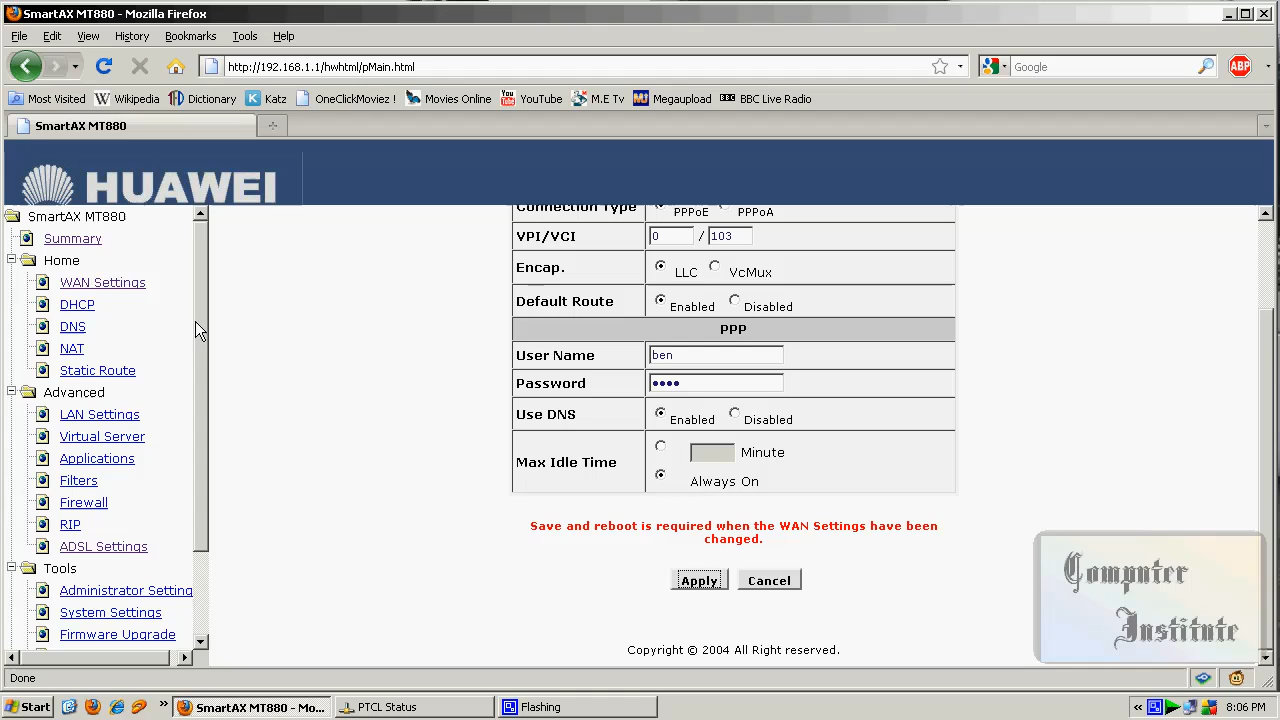 SmartAX MT880 - Mozilla Firefox
File Edit View History Bookmarks Tools Help
http://192.168.1.1/hwhtml/pMain.html
Google
ABP
Most Visited Wikipedia Dictionary Katz OneClickMoviez ! Movies Online YouTube M.E Tv Megaupload BBC Live Radio
SmartAX MT880
HUAWEI
SmartAX MT880
Summary
Home
WAN Settings
DHCP
DNS
NAT
Static Route
Advanced
LAN Settings
Virtual Server
Applications
Filters
Firewall
RIP
ADSL Settings
Tools
Administrator Setting
System Settings
Firmware Upgrade
Connection Type PPPoE PPPoA
VPI/VCI 0 / 103
Encap. LLC VcMux
Default Route Enabled Disabled
PPP
User Name ben
Password ••••
Use DNS Enabled Disabled
Max Idle Time Minute
Always On
Save and reboot is required when the WAN Settings have been
changed.
Apply Cancel
Copyright © 2004 All Right reserved.
Computer
Institute
Done
Start SmartAX MT880 - Mo... PTCL Status Flashing 8:06 PM